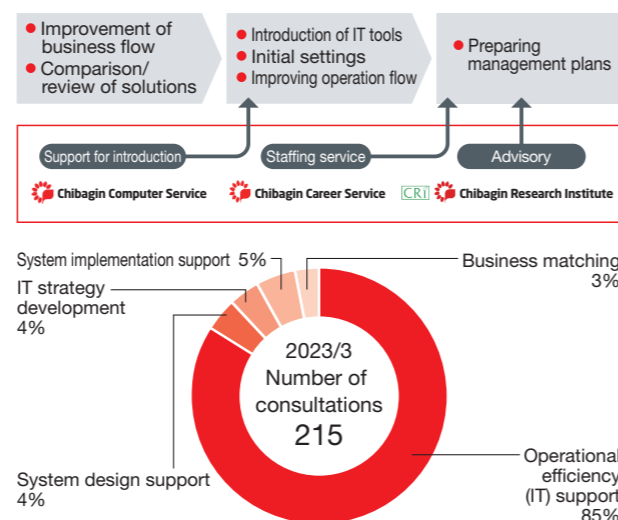 ● Improvement of
business flow
● Comparison/
review of solutions
● Introduction of IT tools
● Initial settings
● Improving operation flow
● Preparing
management plans
Support for introduction
Staffing service
Advisory
Chibagin Computer Service
Chibagin Career Service
CRI Chibagin Research Institute
System implementation support 5%
Business matching
3%
IT strategy
development
4%
2023/3
Number of
consultations
215
System design support
4%
Operational
efficiency
(IT) support
85%